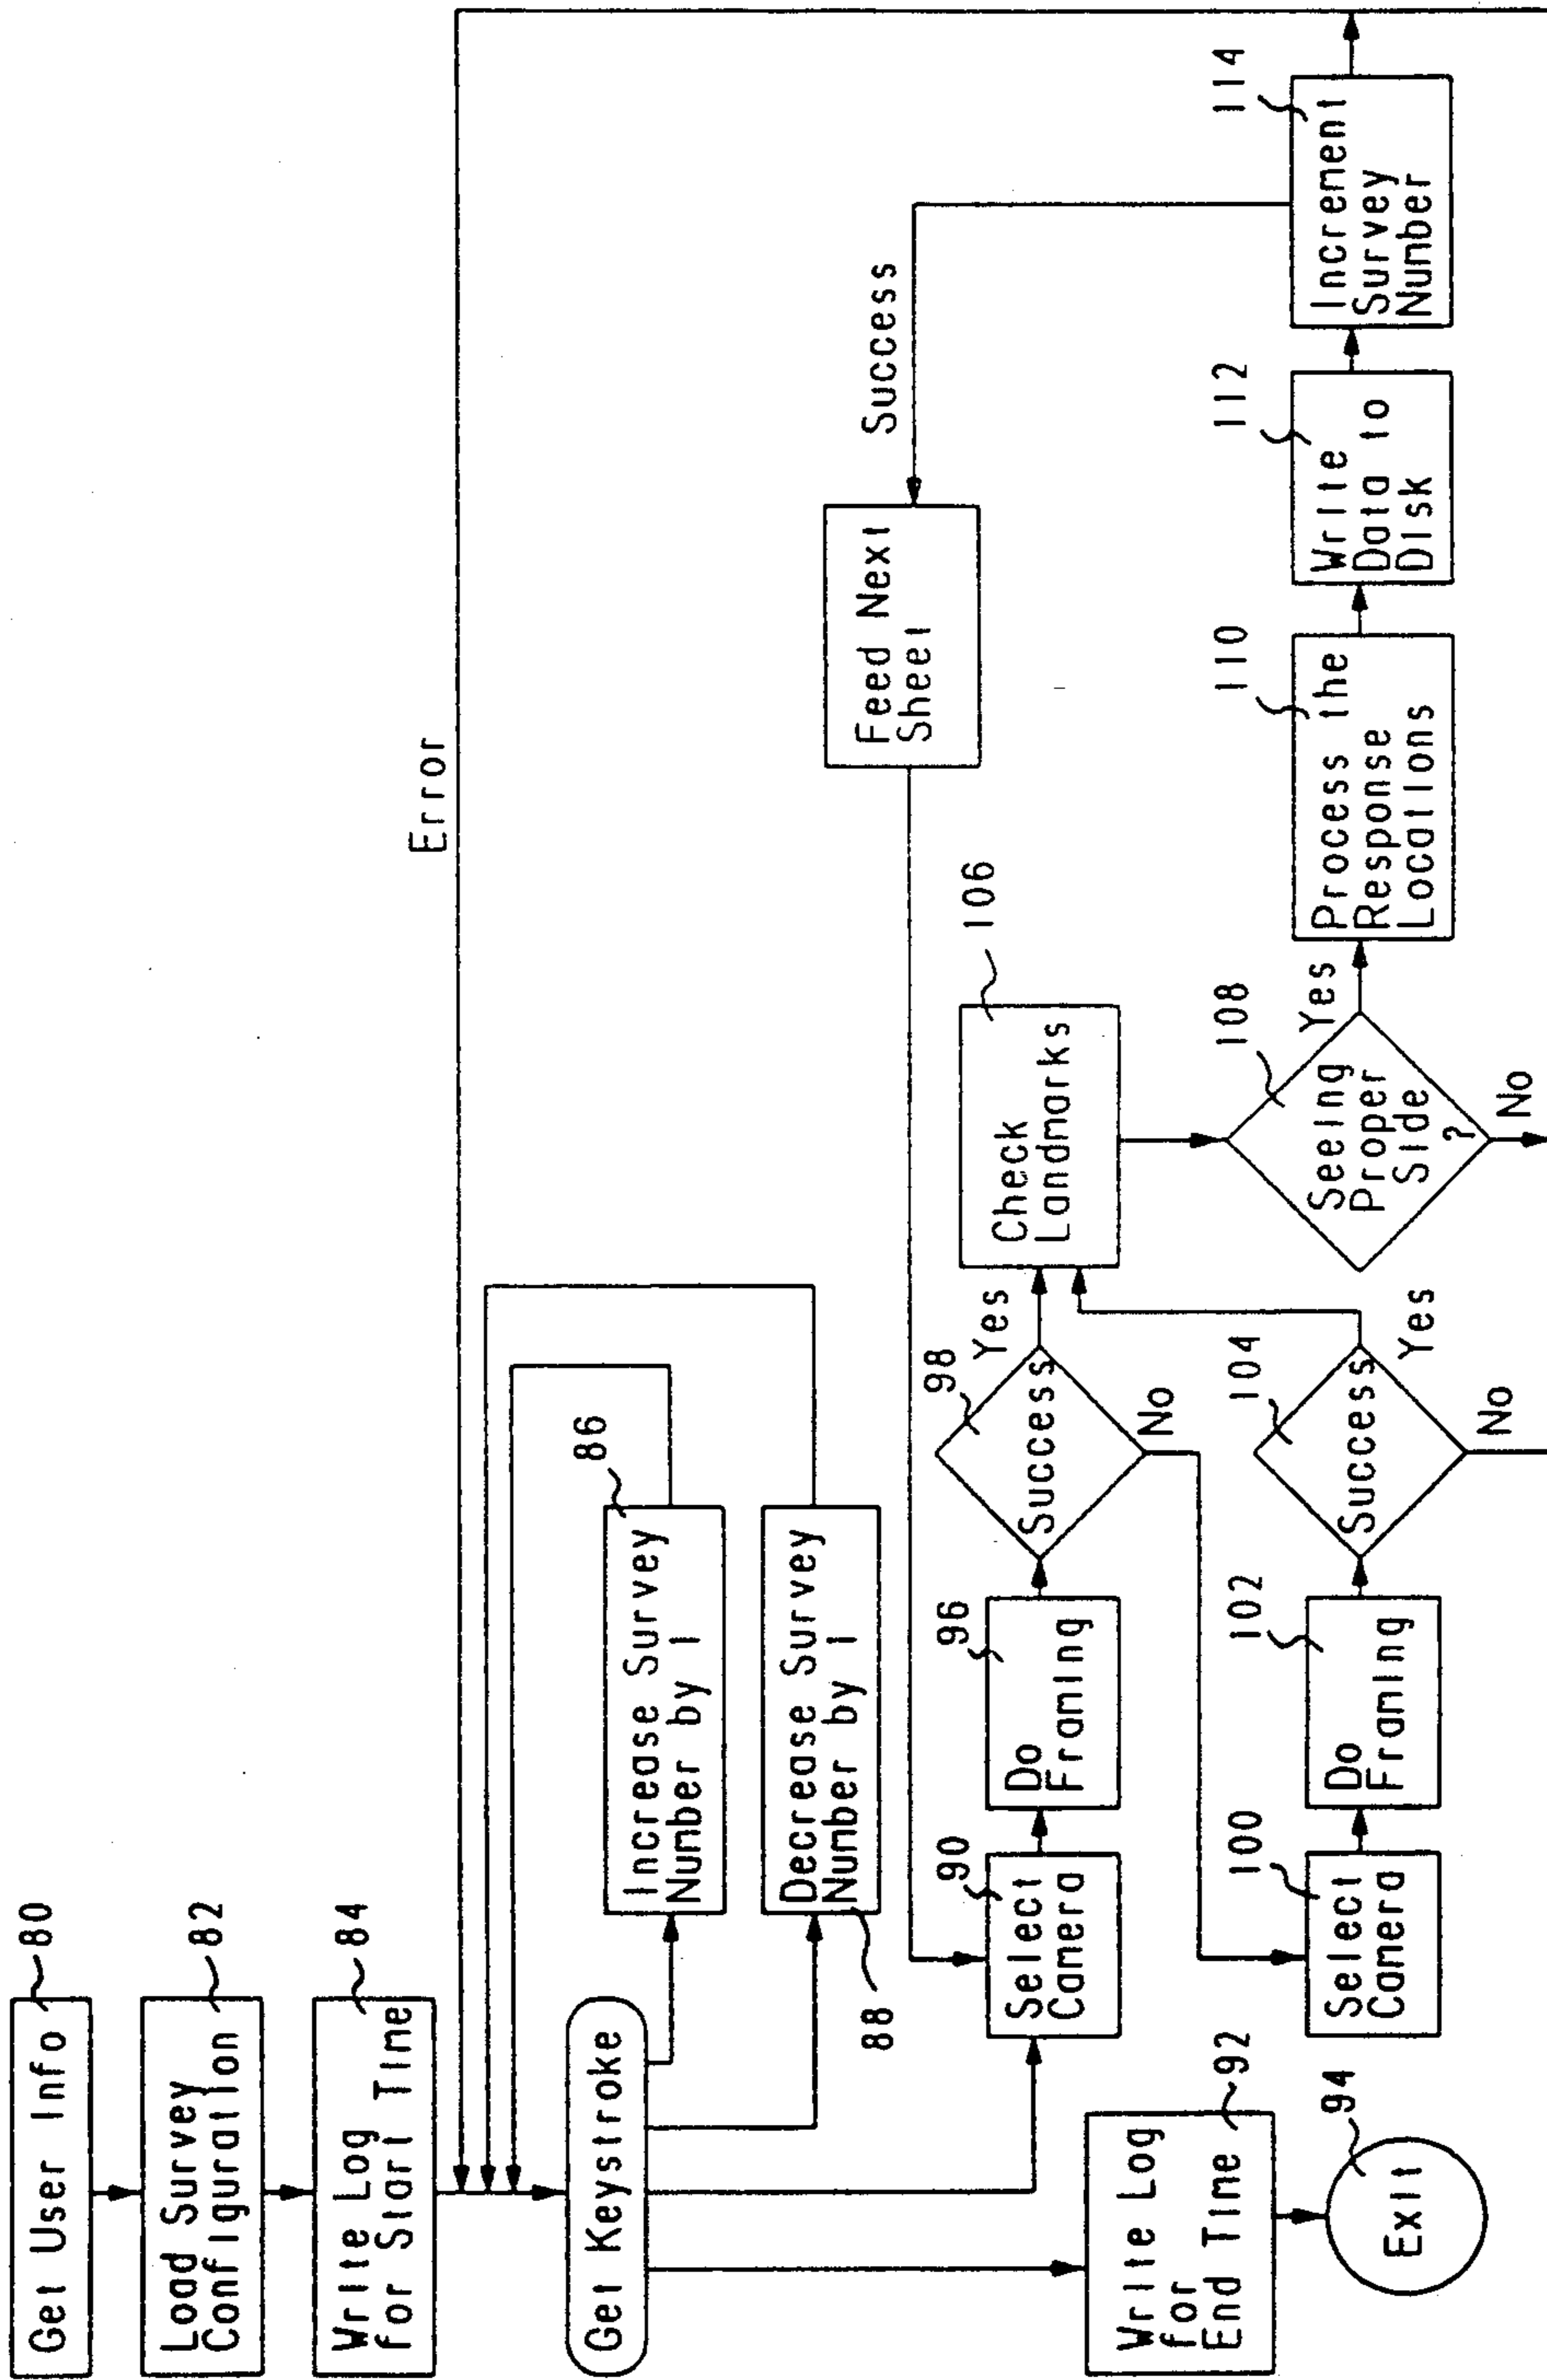 Get User Info
80
Load Survey
Configuration
82
Write Log
for Start Time
84
Error
Get Keystroke
Increase Survey
Number by 1
86
Decrease Survey
Number by 1
88
Feed Next
Sheet
Success
Select
Camera
90
Do
Framing
96
Success
98
Yes
No
Check
Landmarks
106
Write Log
for
End Time
92
Exit
94
Select
Camera
100
Do
Framing
102
Success
104
Yes
No
Seeing
Proper
Side
?
108
Yes
No
Process the
Response
Locations
110
Write
Data to
Disk
112
Increment
Survey
Number
114